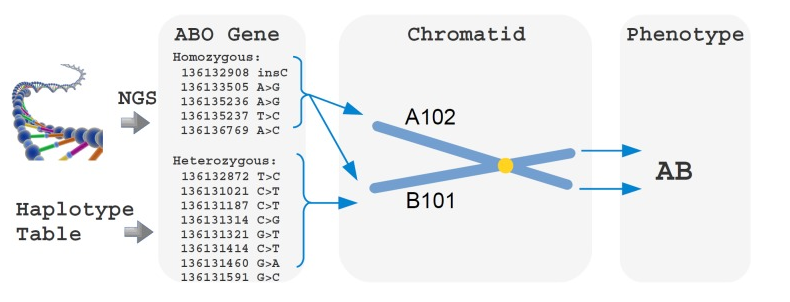 ABO Gene
Homozygous:
136132908 insC
136133505 A>G
136135236 A>G
136135237 T>C
136136769 A>C
Heterozygous:
136132872 T>C
136131021 C>T
136131187 C>T
136131314 C>G
136131321 G>T
136131414 C>T
136131460 G>A
136131591 G>C
NGS
Haplotype
Table
Chromatid
A102
B101
Phenotype
AB